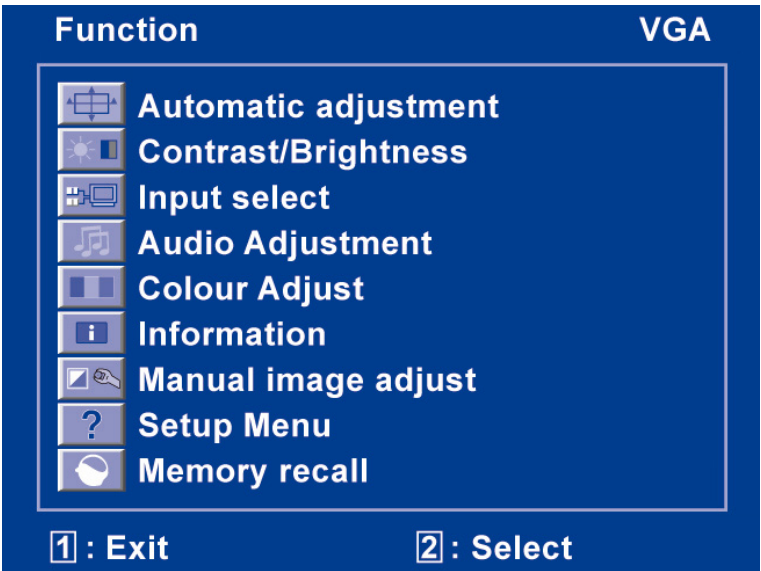 Function VGA
Automatic adjustment
Contrast/Brightness
Input select
Audio Adjustment
Colour Adjust
i Information
Manual image adjust
? Setup Menu
Memory recall
1 : Exit 2 : Select